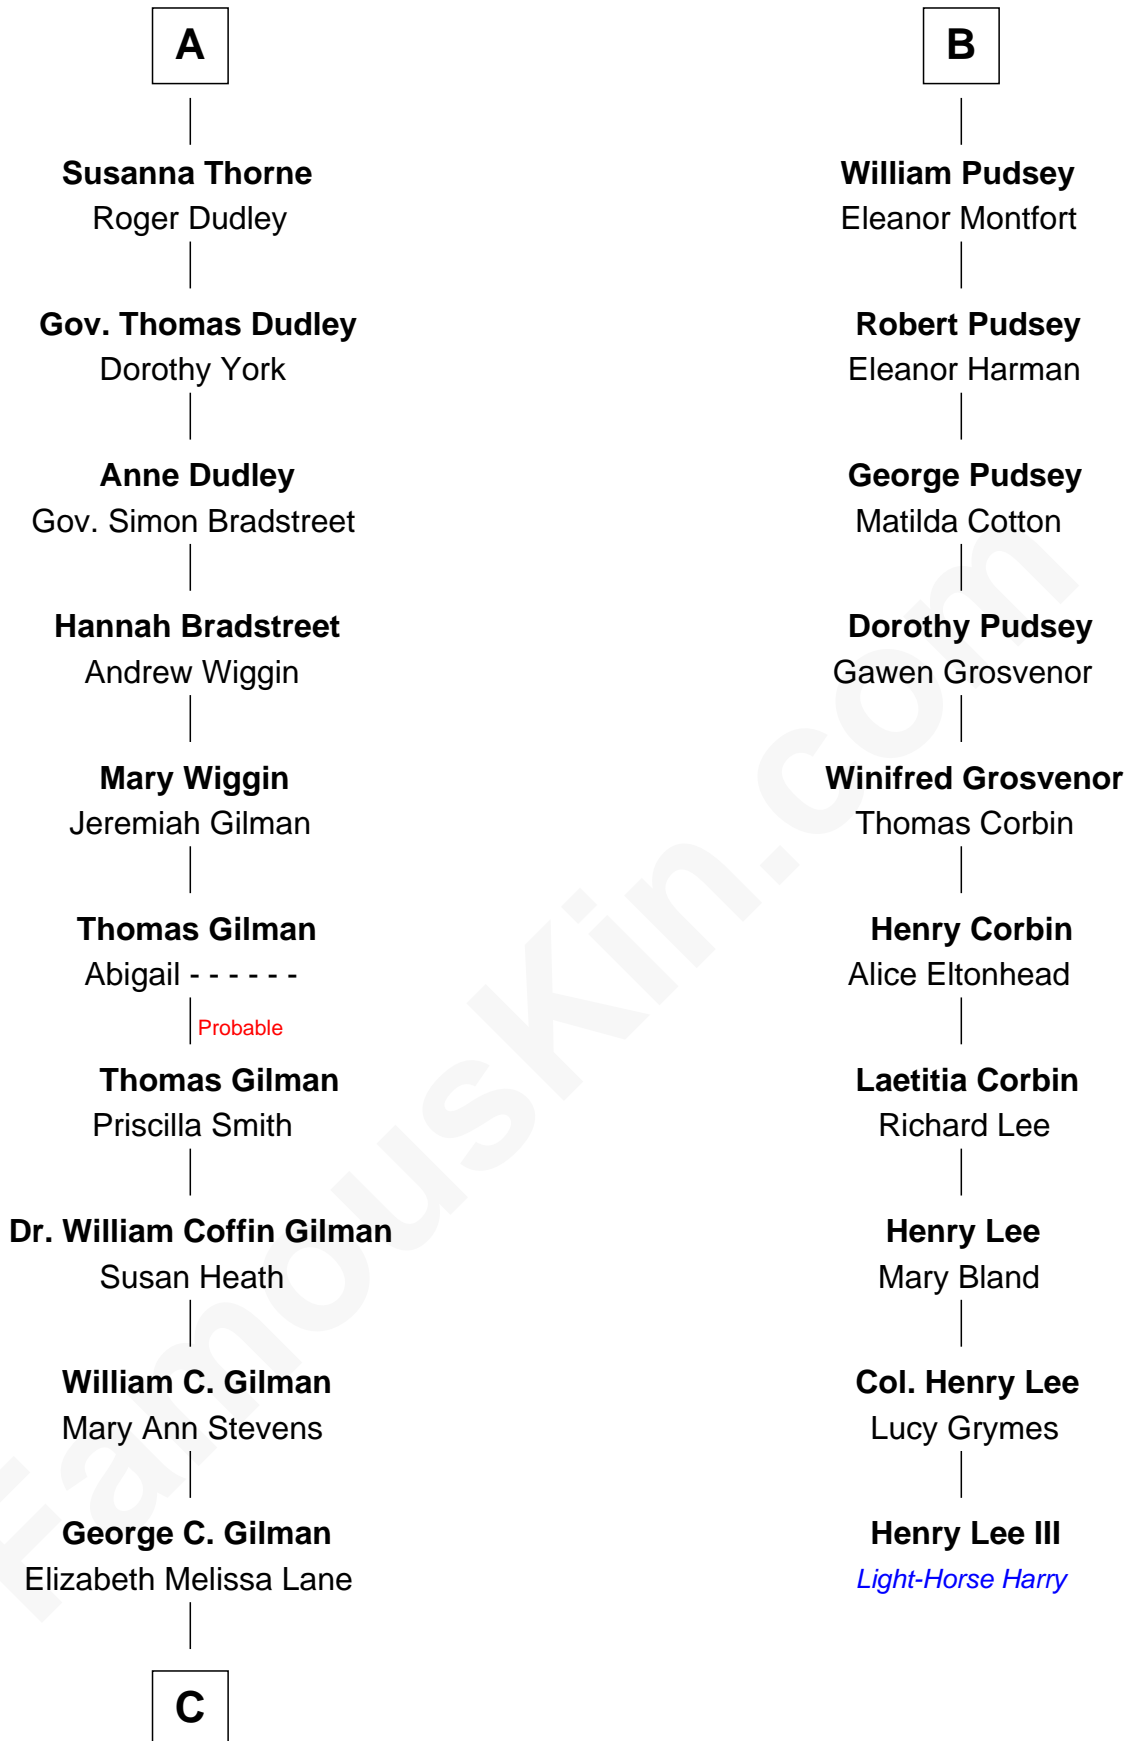 A
Susanna Thorne
Roger Dudley
Gov. Thomas Dudley
Dorothy York
Anne Dudley
Gov. Simon Bradstreet
Hannah Bradstreet
Andrew Wiggin
Mary Wiggin
Jeremiah Gilman
Thomas Gilman
Abigail - - - - - -
Probable
Thomas Gilman
Priscilla Smith
Dr. William Coffin Gilman
Susan Heath
William C. Gilman
Mary Ann Stevens
George C. Gilman
Elizabeth Melissa Lane
C
B
William Pudsey
Eleanor Montfort
Robert Pudsey
Eleanor Harman
George Pudsey
Matilda Cotton
Dorothy Pudsey
Gawen Grosvenor
Winifred Grosvenor
Thomas Corbin
Henry Corbin
Alice Eltonhead
Laetitia Corbin
Richard Lee
Henry Lee
Mary Bland
Col. Henry Lee
Lucy Grymes
Henry Lee III
Light-Horse Harry
FamousKin.com